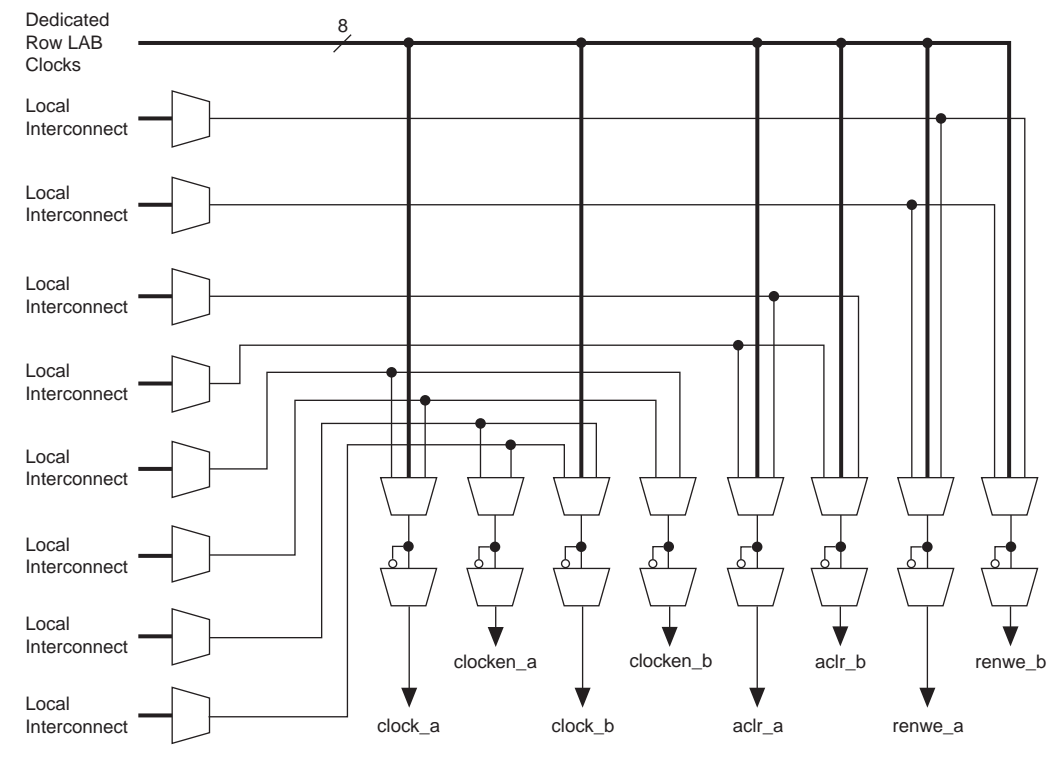 Dedicated
Row LAB
Clocks
8
Local
Interconnect
Local
Interconnect
Local
Interconnect
Local
Interconnect
Local
Interconnect
Local
Interconnect
Local
Interconnect
Local
Interconnect
clocken_a
clocken_b
aclr_b
renwe_b
clock_a
clock_b
aclr_a
renwe_a